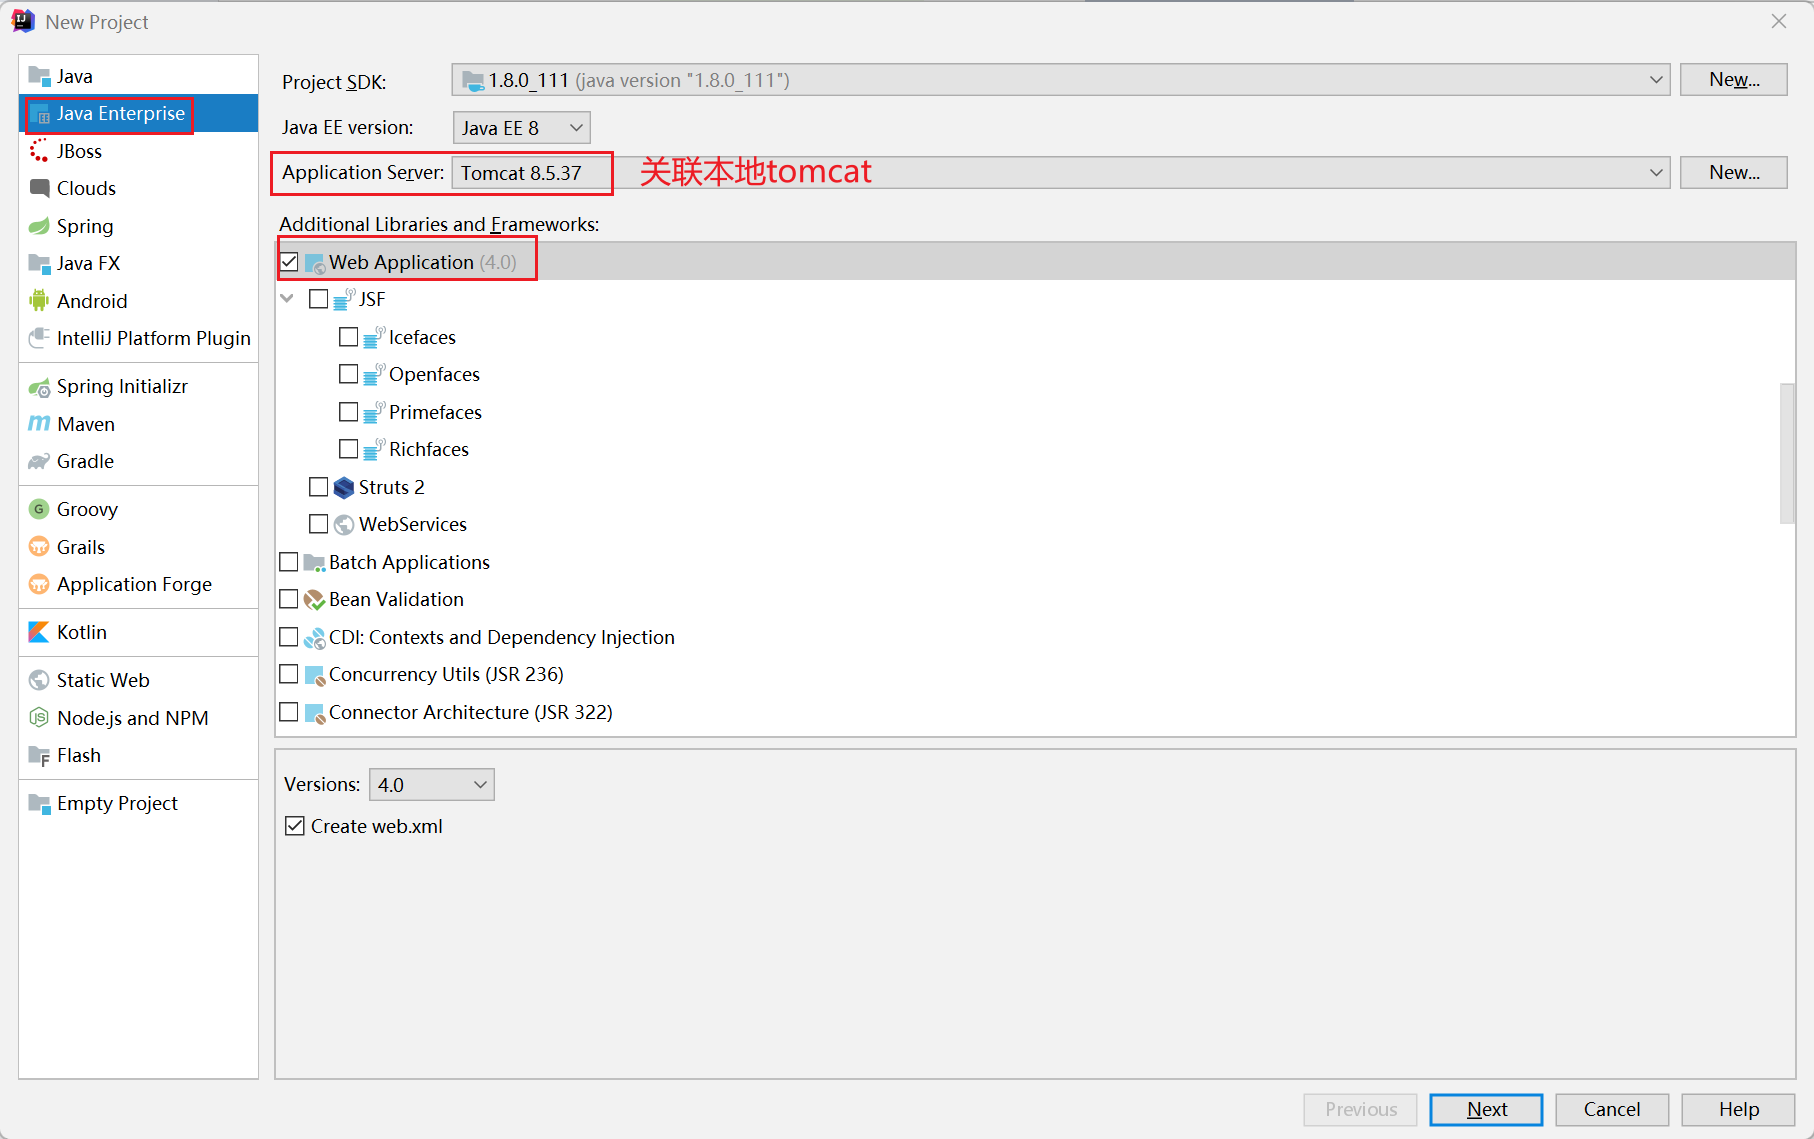 New Project
Java
Java Enterprise
JBoss
Clouds
Spring
Java FX
Android
IntelliJ Platform Plugin
Spring Initializr
Maven
Gradle
Groovy
Grails
Application Forge
Kotlin
Static Web
Node.js and NPM
Flash
Empty Project
Project SDK: 1.8.0_111 (java version "1.8.0_111") New...
Java EE version: Java EE 8
Application Server: Tomcat 8.5.37 关联本地tomcat New...
Additional Libraries and Frameworks:
Web Application (4.0)
JSF
Icefaces
Openfaces
Primefaces
Richfaces
Struts 2
WebServices
Batch Applications
Bean Validation
CDI: Contexts and Dependency Injection
Concurrency Utils (JSR 236)
Connector Architecture (JSR 322)
Versions: 4.0
Create web.xml
Previous Next Cancel Help